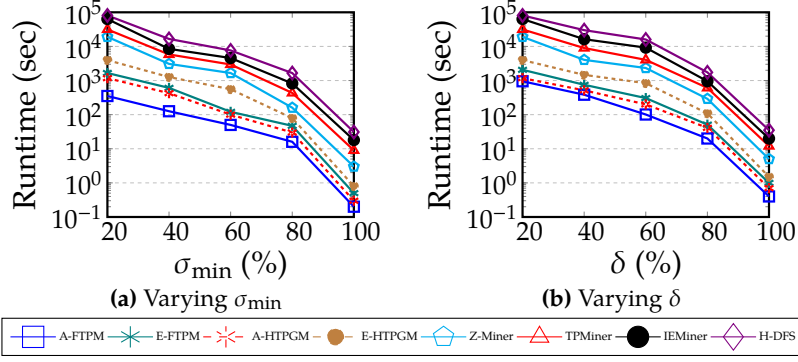 10^5
10^4
10^3
10^2
10^1
10^0
10^−1
Runtime (sec)
20 40 60 80 100
σ_min (%)
(a) Varying σ_min
10^5
10^4
10^3
10^2
10^1
10^0
10^−1
Runtime (sec)
20 40 60 80 100
δ (%)
(b) Varying δ
A-FTPM E-FTPM A-HTPGM E-HTPGM Z-Miner TPMiner IEMiner H-DFS